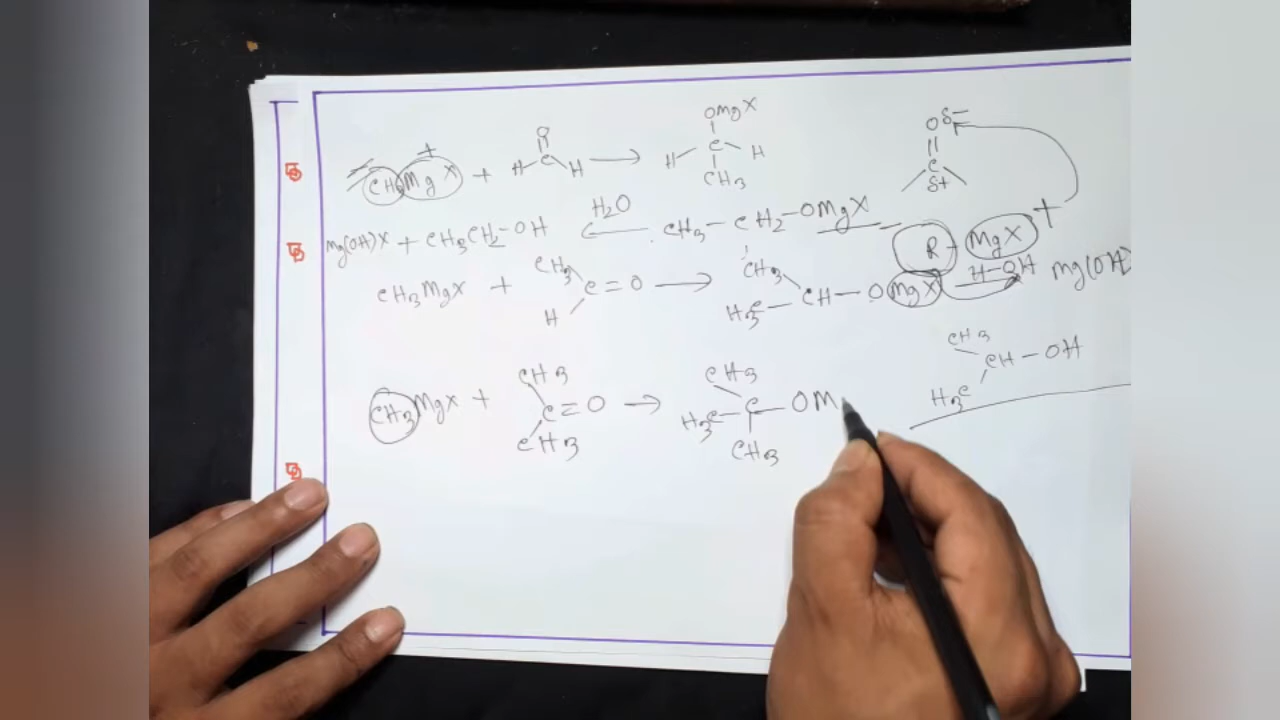 OMgX
O O δ-
CH3MgX + H C H → H C H C
+ CH3 δ+
H2O
Mg(OH)X + CH3CH2-OH ← CH3-CH2-OMgX R-MgX +
CH3 CH3 H-OH
CH3MgX + C=O → CH-OMgX → mg(OH)
H H3C
CH3
CH-OH
H3C
CH3 CH3
CH3MgX + C=O → H3C-C-OM
CH3 CH3